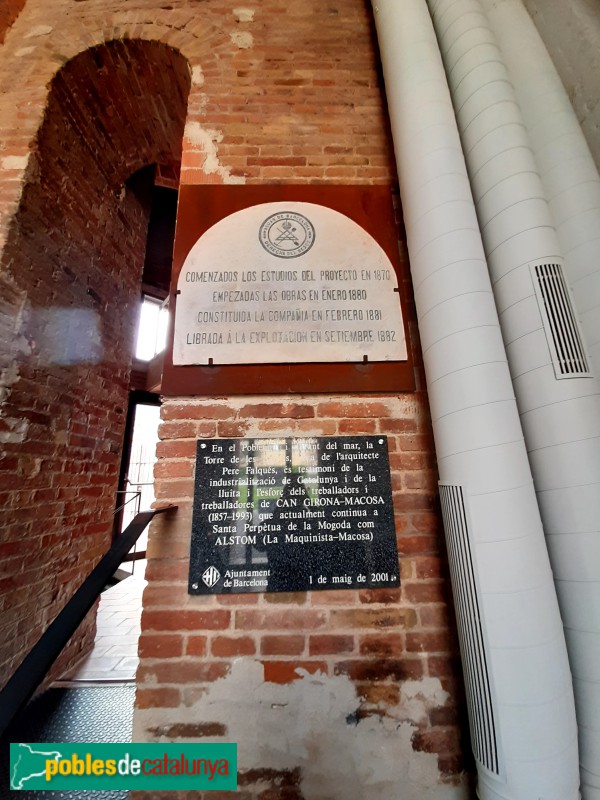 COMENZADOS LOS ESTUDIOS DEL PROYECTO EN 1870
EMPEZADAS LAS OBRAS EN ENERO 1880
CONSTITUIDA LA COMPAÑIA EN FEBRERO 1881
LIBRADA A LA EXPLOTACION EN SETIEMBRE 1882
En el Poblenou i davant del mar, la
Torre de les Aigües, obra de l'arquitecte
Pere Falqués, és testimoni de la
industrialització de Catalunya i de la
lluita i l'esforç dels treballadors i
treballadores de CAN GIRONA-MACOSA
(1857-1993) que actualment continua a
Santa Perpètua de la Mogoda com
ALSTOM (La Maquinista-Macosa)
Ajuntament
de Barcelona
1 de maig de 2001
poblesdecatalunya